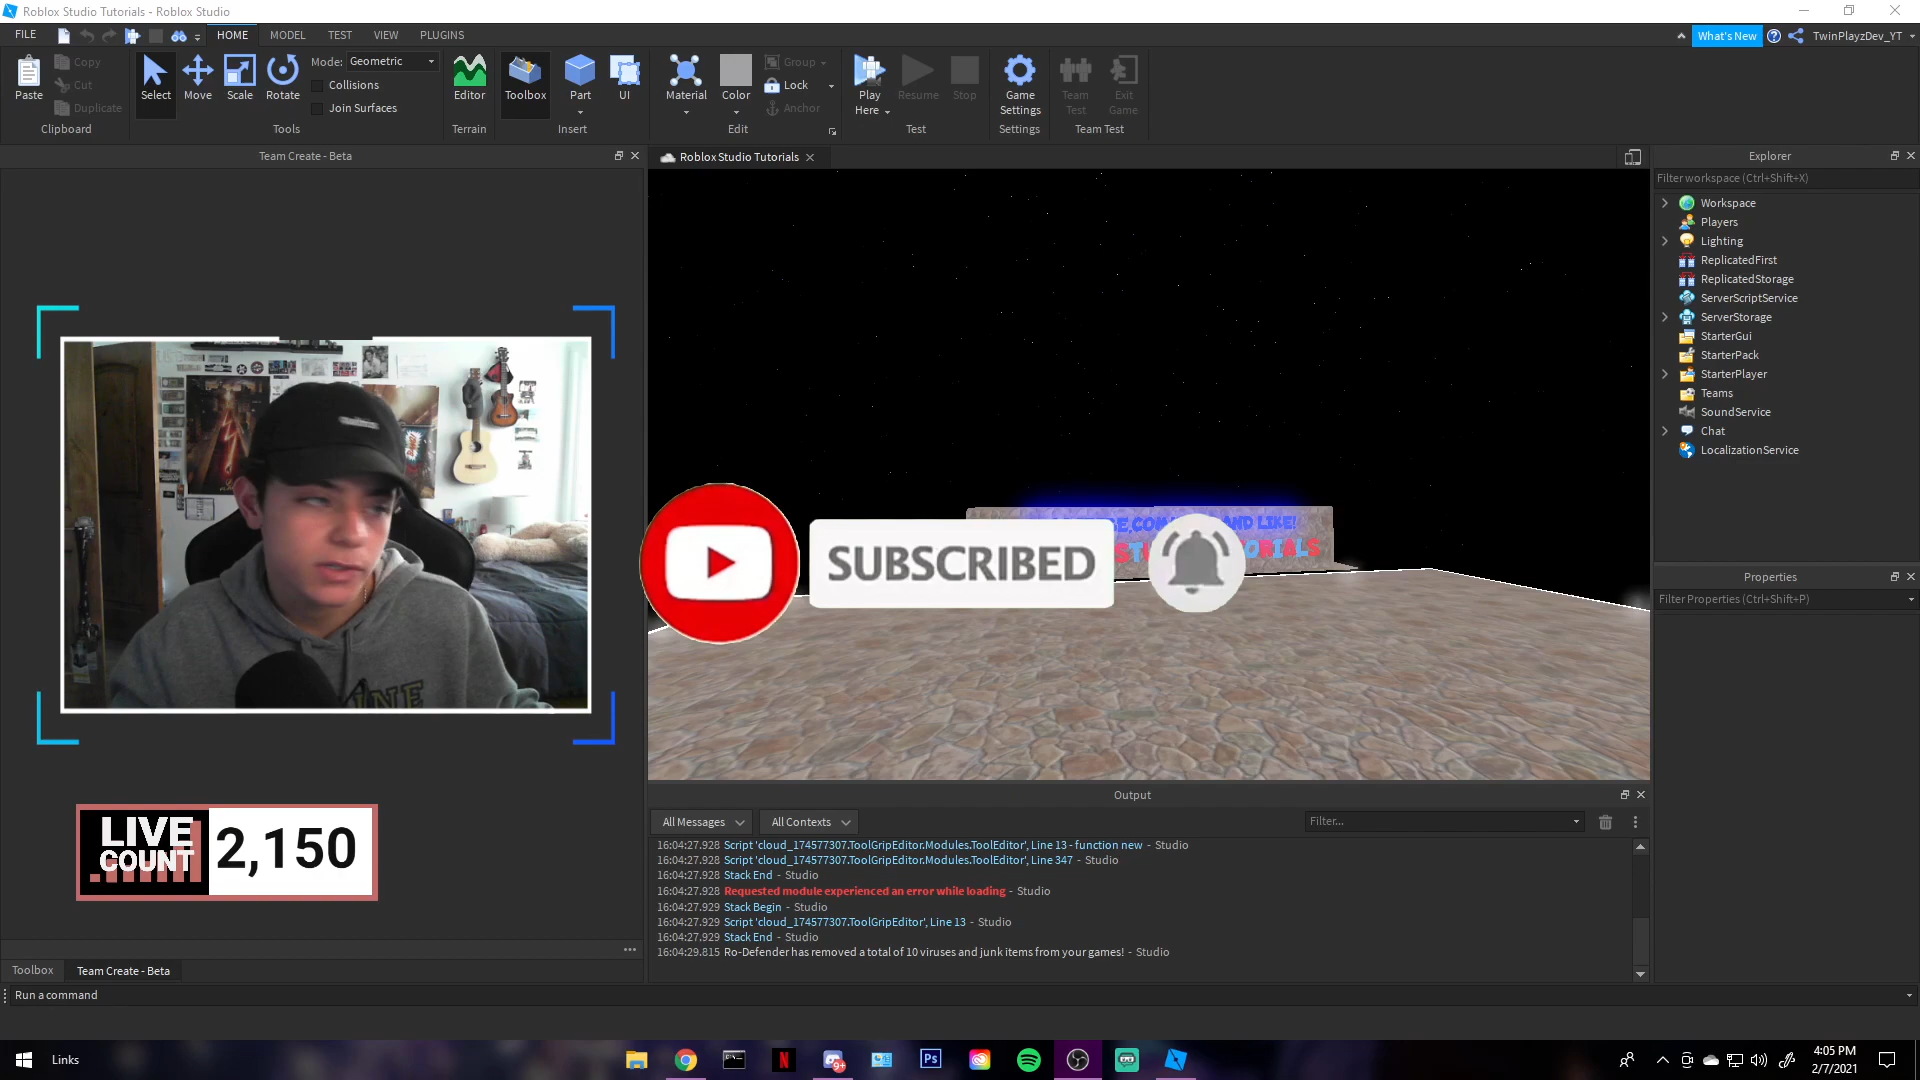 Roblox Studio Tutorials - Roblox Studio
FILE HOME MODEL TEST VIEW PLUGINS
What's New TwinPlayz​Dev_YT
Paste Copy Cut Duplicate
Clipboard
Select Move Scale Rotate
Mode: Geometric
Collisions
Join Surfaces
Tools
Editor
Terrain
Toolbox Part UI
Insert
Material Color Group Lock Anchor
Edit
Play Here Resume Stop
Test
Game Settings
Settings
Team Test Exit Game
Team Test
Team Create - Beta
Roblox Studio Tutorials
Explorer
Filter workspace (Ctrl+Shift+X)
Workspace
Players
Lighting
ReplicatedFirst
ReplicatedStorage
ServerScriptService
ServerStorage
StarterGui
StarterPack
StarterPlayer
Teams
SoundService
Chat
LocalizationService
AND LIKE!
SUBSCRIBED
Properties
Filter Properties (Ctrl+Shift+P)
LIVE
COUNT
2,150
Output
All Messages All Contexts Filter...
16:04:27.928 Script 'cloud_174577307.ToolGripEditor.Modules.ToolEditor', Line 13 - function new - Studio
16:04:27.928 Script 'cloud_174577307.ToolGripEditor.Modules.ToolEditor', Line 347 - Studio
16:04:27.928 Stack End - Studio
16:04:27.928 Requested module experienced an error while loading - Studio
16:04:27.929 Stack Begin - Studio
16:04:27.929 Script 'cloud_174577307.ToolGripEditor', Line 13 - Studio
16:04:27.929 Stack End - Studio
16:04:29.815 Ro-Defender has removed a total of 10 viruses and junk items from your games! - Studio
Toolbox Team Create - Beta
Run a command
Links
N
9+
Ps
4:05 PM
2/7/2021